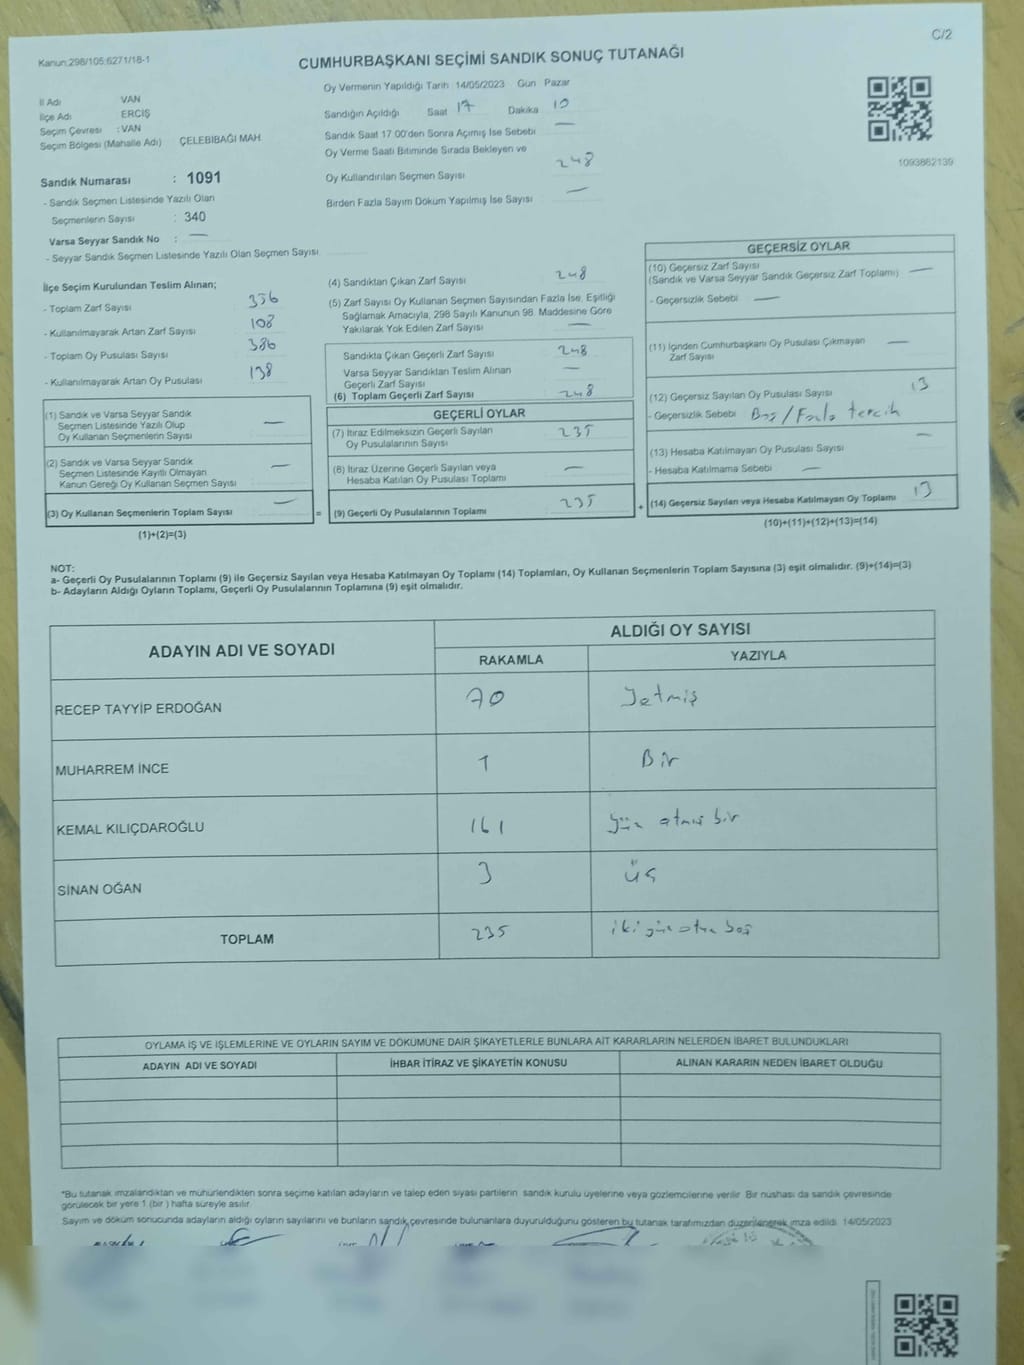 C/2
Kanun:298/105;6271/18-1
CUMHURBAŞKANI SEÇİMİ SANDIK SONUÇ TUTANAĞI
İl Adı VAN
İlçe Adı ERCİŞ
Seçim Çevresi : VAN
Seçim Bölgesi (Mahalle Adı) ÇELEBİBAĞI MAH.
Sandık Numarası : 1091
- Sandık Seçmen Listesinde Yazılı Olan
Seçmenlerin Sayısı : 340
Varsa Seyyar Sandık No : —
- Seyyar Sandık Seçmen Listesinde Yazılı Olan Seçmen Sayısı
Oy Vermenin Yapıldığı Tarih 14/05/2023 Gün Pazar
Sandığın Açıldığı Saat 17 Dakika 10
Sandık Saat 17.00'den Sonra Açımış İse Sebebi —
Oy Verme Saati Bitiminde Sırada Bekleyen ve
Oy Kullandırılan Seçmen Sayısı 248
Birden Fazla Sayım Döküm Yapılmış İse Sayısı —
1093862139
İlçe Seçim Kurulundan Teslim Alınan;
- Toplam Zarf Sayısı 356
- Kullanılmayarak Artan Zarf Sayısı 108
- Toplam Oy Pusulası Sayısı 386
- Kullanılmayarak Artan Oy Pusulası 138
(1) Sandık ve Varsa Seyyar Sandık
Seçmen Listesinde Yazılı Olup
Oy Kullanan Seçmenlerin Sayısı —
(2) Sandık ve Varsa Seyyar Sandık
Seçmen Listesinde Kayıtlı Olmayan
Kanun Gereği Oy Kullanan Seçmen Sayısı —
(3) Oy Kullanan Seçmenlerin Toplam Sayısı —
(1)+(2)=(3)
(4) Sandıktan Çıkan Zarf Sayısı 248
(5) Zarf Sayısı Oy Kullanan Seçmen Sayısından Fazla İse, Eşitliği
Sağlamak Amacıyla, 298 Sayılı Kanunun 98. Maddesine Göre
Yakılarak Yok Edilen Zarf Sayısı —
Sandıkta Çıkan Geçerli Zarf Sayısı 248
Varsa Seyyar Sandıktan Teslim Alınan
Geçerli Zarf Sayısı —
(6) Toplam Geçerli Zarf Sayısı 248
GEÇERLİ OYLAR
(7) İtiraz Edilmeksizin Geçerli Sayılan
Oy Pusulalarının Sayısı 235
(8) İtiraz Üzerine Geçerli Sayılan veya
Hesaba Katılan Oy Pusulası Toplamı —
= (9) Geçerli Oy Pusulalarının Toplamı 235
GEÇERSİZ OYLAR
(10) Geçersiz Zarf Sayısı
(Sandık ve Varsa Seyyar Sandık Geçersiz Zarf Toplamı) —
- Geçersizlik Sebebi —
(11) İçinden Cumhurbaşkanı Oy Pusulası Çıkmayan
Zarf Sayısı —
(12) Geçersiz Sayılan Oy Pusulası Sayısı 13
- Geçersizlik Sebebi Boş/Fazla tercih
(13) Hesaba Katılmayan Oy Pusulası Sayısı —
- Hesaba Katılmama Sebebi —
+ (14) Geçersiz Sayılan veya Hesaba Katılmayan Oy Toplamı 13
(10)+(11)+(12)+(13)=(14)
NOT:
a- Geçerli Oy Pusulalarının Toplamı (9) ile Geçersiz Sayılan veya Hesaba Katılmayan Oy Toplamı (14) Toplamları, Oy Kullanan Seçmenlerin Toplam Sayısına (3) eşit olmalıdır. (9)+(14)=(3)
b- Adayların Aldığı Oyların Toplamı, Geçerli Oy Pusulalarının Toplamına (9) eşit olmalıdır.
ADAYIN ADI VE SOYADI ALDIĞI OY SAYISI
RAKAMLA YAZIYLA
RECEP TAYYİP ERDOĞAN 70 Yetmiş
MUHARREM İNCE 1 Bir
KEMAL KILIÇDAROĞLU 161 Yüz atmış bir
SİNAN OĞAN 3 üç
TOPLAM 235 iki yüz otuz beş
OYLAMA İŞ VE İŞLEMLERİNE VE OYLARIN SAYIM VE DÖKÜMÜNE DAİR ŞİKAYETLERLE BUNLARA AİT KARARLARIN NELERDEN İBARET BULUNDUKLARI
ADAYIN ADI VE SOYADI İHBAR İTİRAZ VE ŞİKAYETİN KONUSU ALINAN KARARIN NEDEN İBARET OLDUĞU
*Bu tutanak imzalandıktan ve mühürlendikten sonra seçime katılan adayların ve talep eden siyasi partilerin sandık kurulu üyelerine veya gözlemcilerine verilir. Bir nüshası da sandık çevresinde
görülecek bir yere 1 (bir) hafta süreyle asılır.
Sayım ve döküm sonucunda adayların aldığı oyların sayılarını ve bunların sandık çevresinde bulunanlara duyurulduğunu gösteren bu tutanak tarafımızdan düzenlenerek imza edildi. 14/05/2023